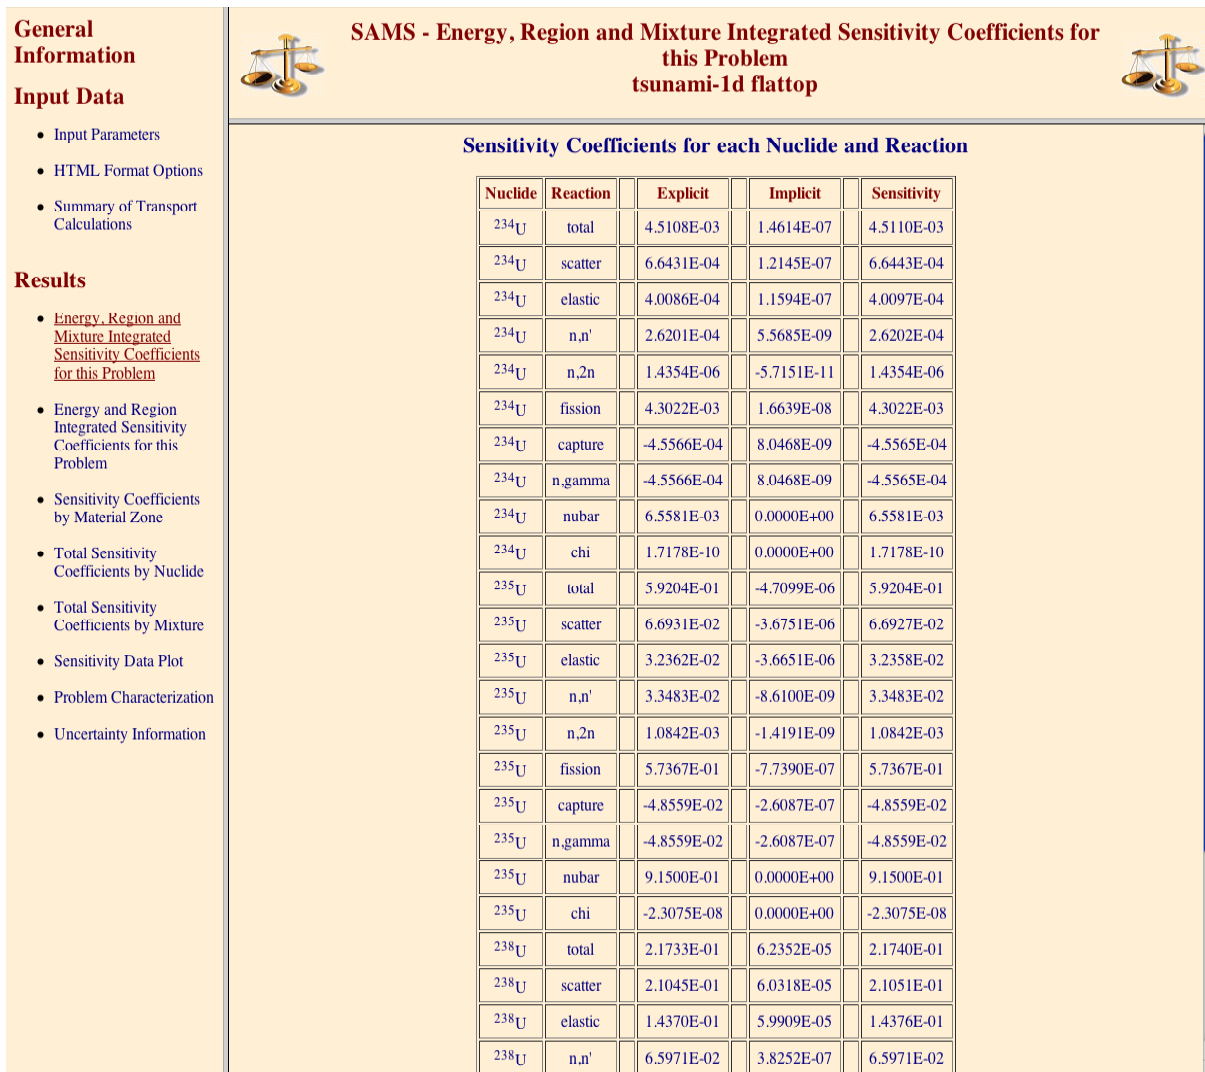 General
Information
Input Data
Input Parameters
HTML Format Options
Summary of Transport
Calculations
Results
Energy, Region and
Mixture Integrated
Sensitivity Coefficients
for this Problem
Energy and Region
Integrated Sensitivity
Coefficients for this
Problem
Sensitivity Coefficients
by Material Zone
Total Sensitivity
Coefficients by Nuclide
Total Sensitivity
Coefficients by Mixture
Sensitivity Data Plot
Problem Characterization
Uncertainty Information
SAMS - Energy, Region and Mixture Integrated Sensitivity Coefficients for
this Problem
tsunami-1d flattop
Sensitivity Coefficients for each Nuclide and Reaction
Nuclide Reaction Explicit Implicit Sensitivity
234U total 4.5108E-03 1.4614E-07 4.5110E-03
234U scatter 6.6431E-04 1.2145E-07 6.6443E-04
234U elastic 4.0086E-04 1.1594E-07 4.0097E-04
234U n,n' 2.6201E-04 5.5685E-09 2.6202E-04
234U n,2n 1.4354E-06 -5.7151E-11 1.4354E-06
234U fission 4.3022E-03 1.6639E-08 4.3022E-03
234U capture -4.5566E-04 8.0468E-09 -4.5565E-04
234U n,gamma -4.5566E-04 8.0468E-09 -4.5565E-04
234U nubar 6.5581E-03 0.0000E+00 6.5581E-03
234U chi 1.7178E-10 0.0000E+00 1.7178E-10
235U total 5.9204E-01 -4.7099E-06 5.9204E-01
235U scatter 6.6931E-02 -3.6751E-06 6.6927E-02
235U elastic 3.2362E-02 -3.6651E-06 3.2358E-02
235U n,n' 3.3483E-02 -8.6100E-09 3.3483E-02
235U n,2n 1.0842E-03 -1.4191E-09 1.0842E-03
235U fission 5.7367E-01 -7.7390E-07 5.7367E-01
235U capture -4.8559E-02 -2.6087E-07 -4.8559E-02
235U n,gamma -4.8559E-02 -2.6087E-07 -4.8559E-02
235U nubar 9.1500E-01 0.0000E+00 9.1500E-01
235U chi -2.3075E-08 0.0000E+00 -2.3075E-08
238U total 2.1733E-01 6.2352E-05 2.1740E-01
238U scatter 2.1045E-01 6.0318E-05 2.1051E-01
238U elastic 1.4370E-01 5.9909E-05 1.4376E-01
238U n,n' 6.5971E-02 3.8252E-07 6.5971E-02